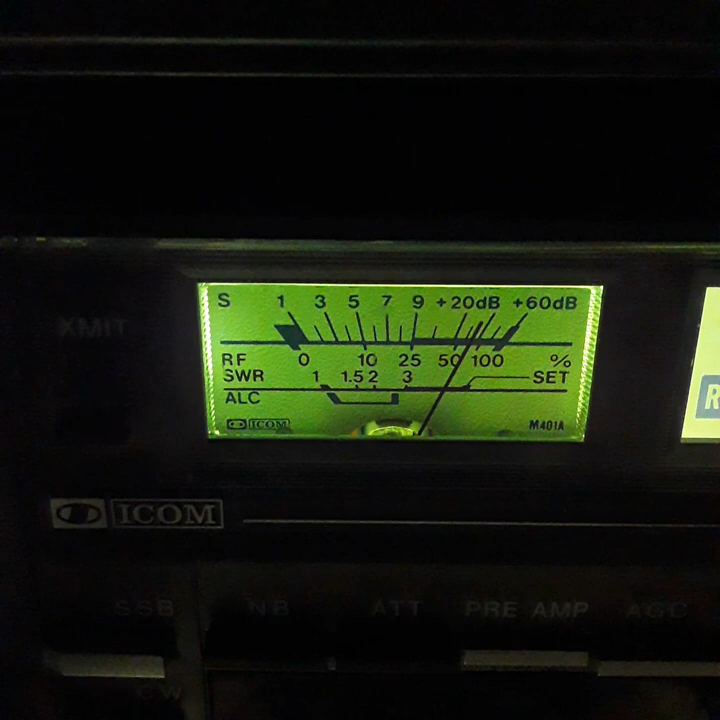 S 1 3 5 7 9 +20dB +60dB
RF 0 10 25 50 100 %
SWR 1 1.5 2 3 SET
ALC
ICOM M401A
XMIT
R
ICOM
SSB NB ATT PRE AMP AGC
CW